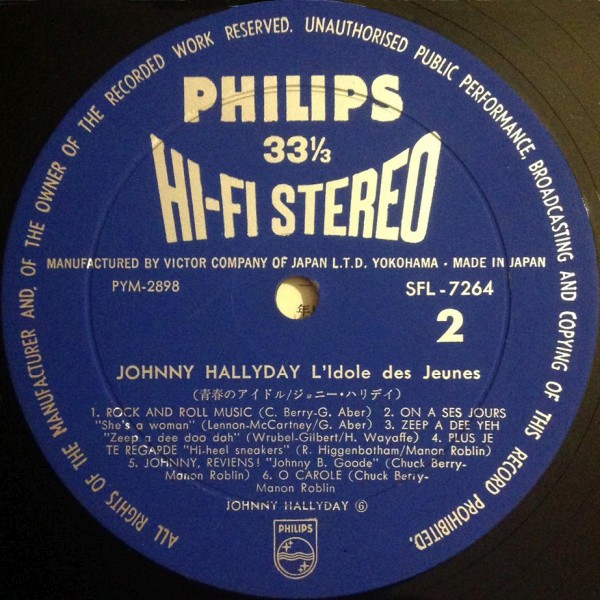 ALL RIGHTS OF THE MANUFACTURER AND OF THE OWNER OF THE RECORDED WORK RESERVED. UNAUTHORISED PUBLIC PERFORMANCE, BROADCASTING AND COPYING OF THIS RECORD PROHIBITED.
PHILIPS
33⅓
HI-FI STEREO
MANUFACTURED BY VICTOR COMPANY OF JAPAN L.T.D. YOKOHAMA · MADE IN JAPAN
PYM-2898 SFL-7264
2
JOHNNY HALLYDAY L'Idole des Jeunes
(青春のアイドル/ジョニー・ハリデイ)
1. ROCK AND ROLL MUSIC (C. Berry-G. Aber) 2. ON A SES JOURS
"She's a woman" (Lennon-McCartney/G. Aber) 3. ZEEP A DEE YEH
"Zeep a dee doo dah" (Wrubel-Gilbert/H. Wayaffe) 4. PLUS JE
TE REGARDE "Hi-heel sneakers" (R. Higgenbotham/Manon Roblin)
5. JOHNNY, REVIENS! "Johnny B. Goode" (Chuck Berry-
Manon Roblin) 6. O CAROLE (Chuck Berry-
Manon Roblin
JOHNNY HALLYDAY ⑥
PHILIPS